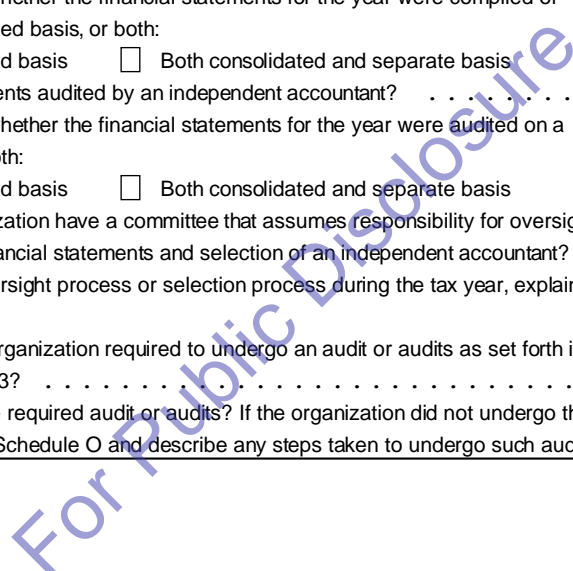 whether the financial statements for the year were compiled or
ed basis, or both:
d basis Both consolidated and separate basis
ents audited by an independent accountant? . . . . . . . .
whether the financial statements for the year were audited on a
oth:
d basis Both consolidated and separate basis
zation have a committee that assumes responsibility for oversig
ancial statements and selection of an independent accountant?
rsight process or selection process during the tax year, explain
rganization required to undergo an audit or audits as set forth i
3? . . . . . . . . . . . . . . . . . . . . . . . . . . . . . . . . .
required audit or audits? If the organization did not undergo th
Schedule O and describe any steps taken to undergo such aud
For Public Disclosure